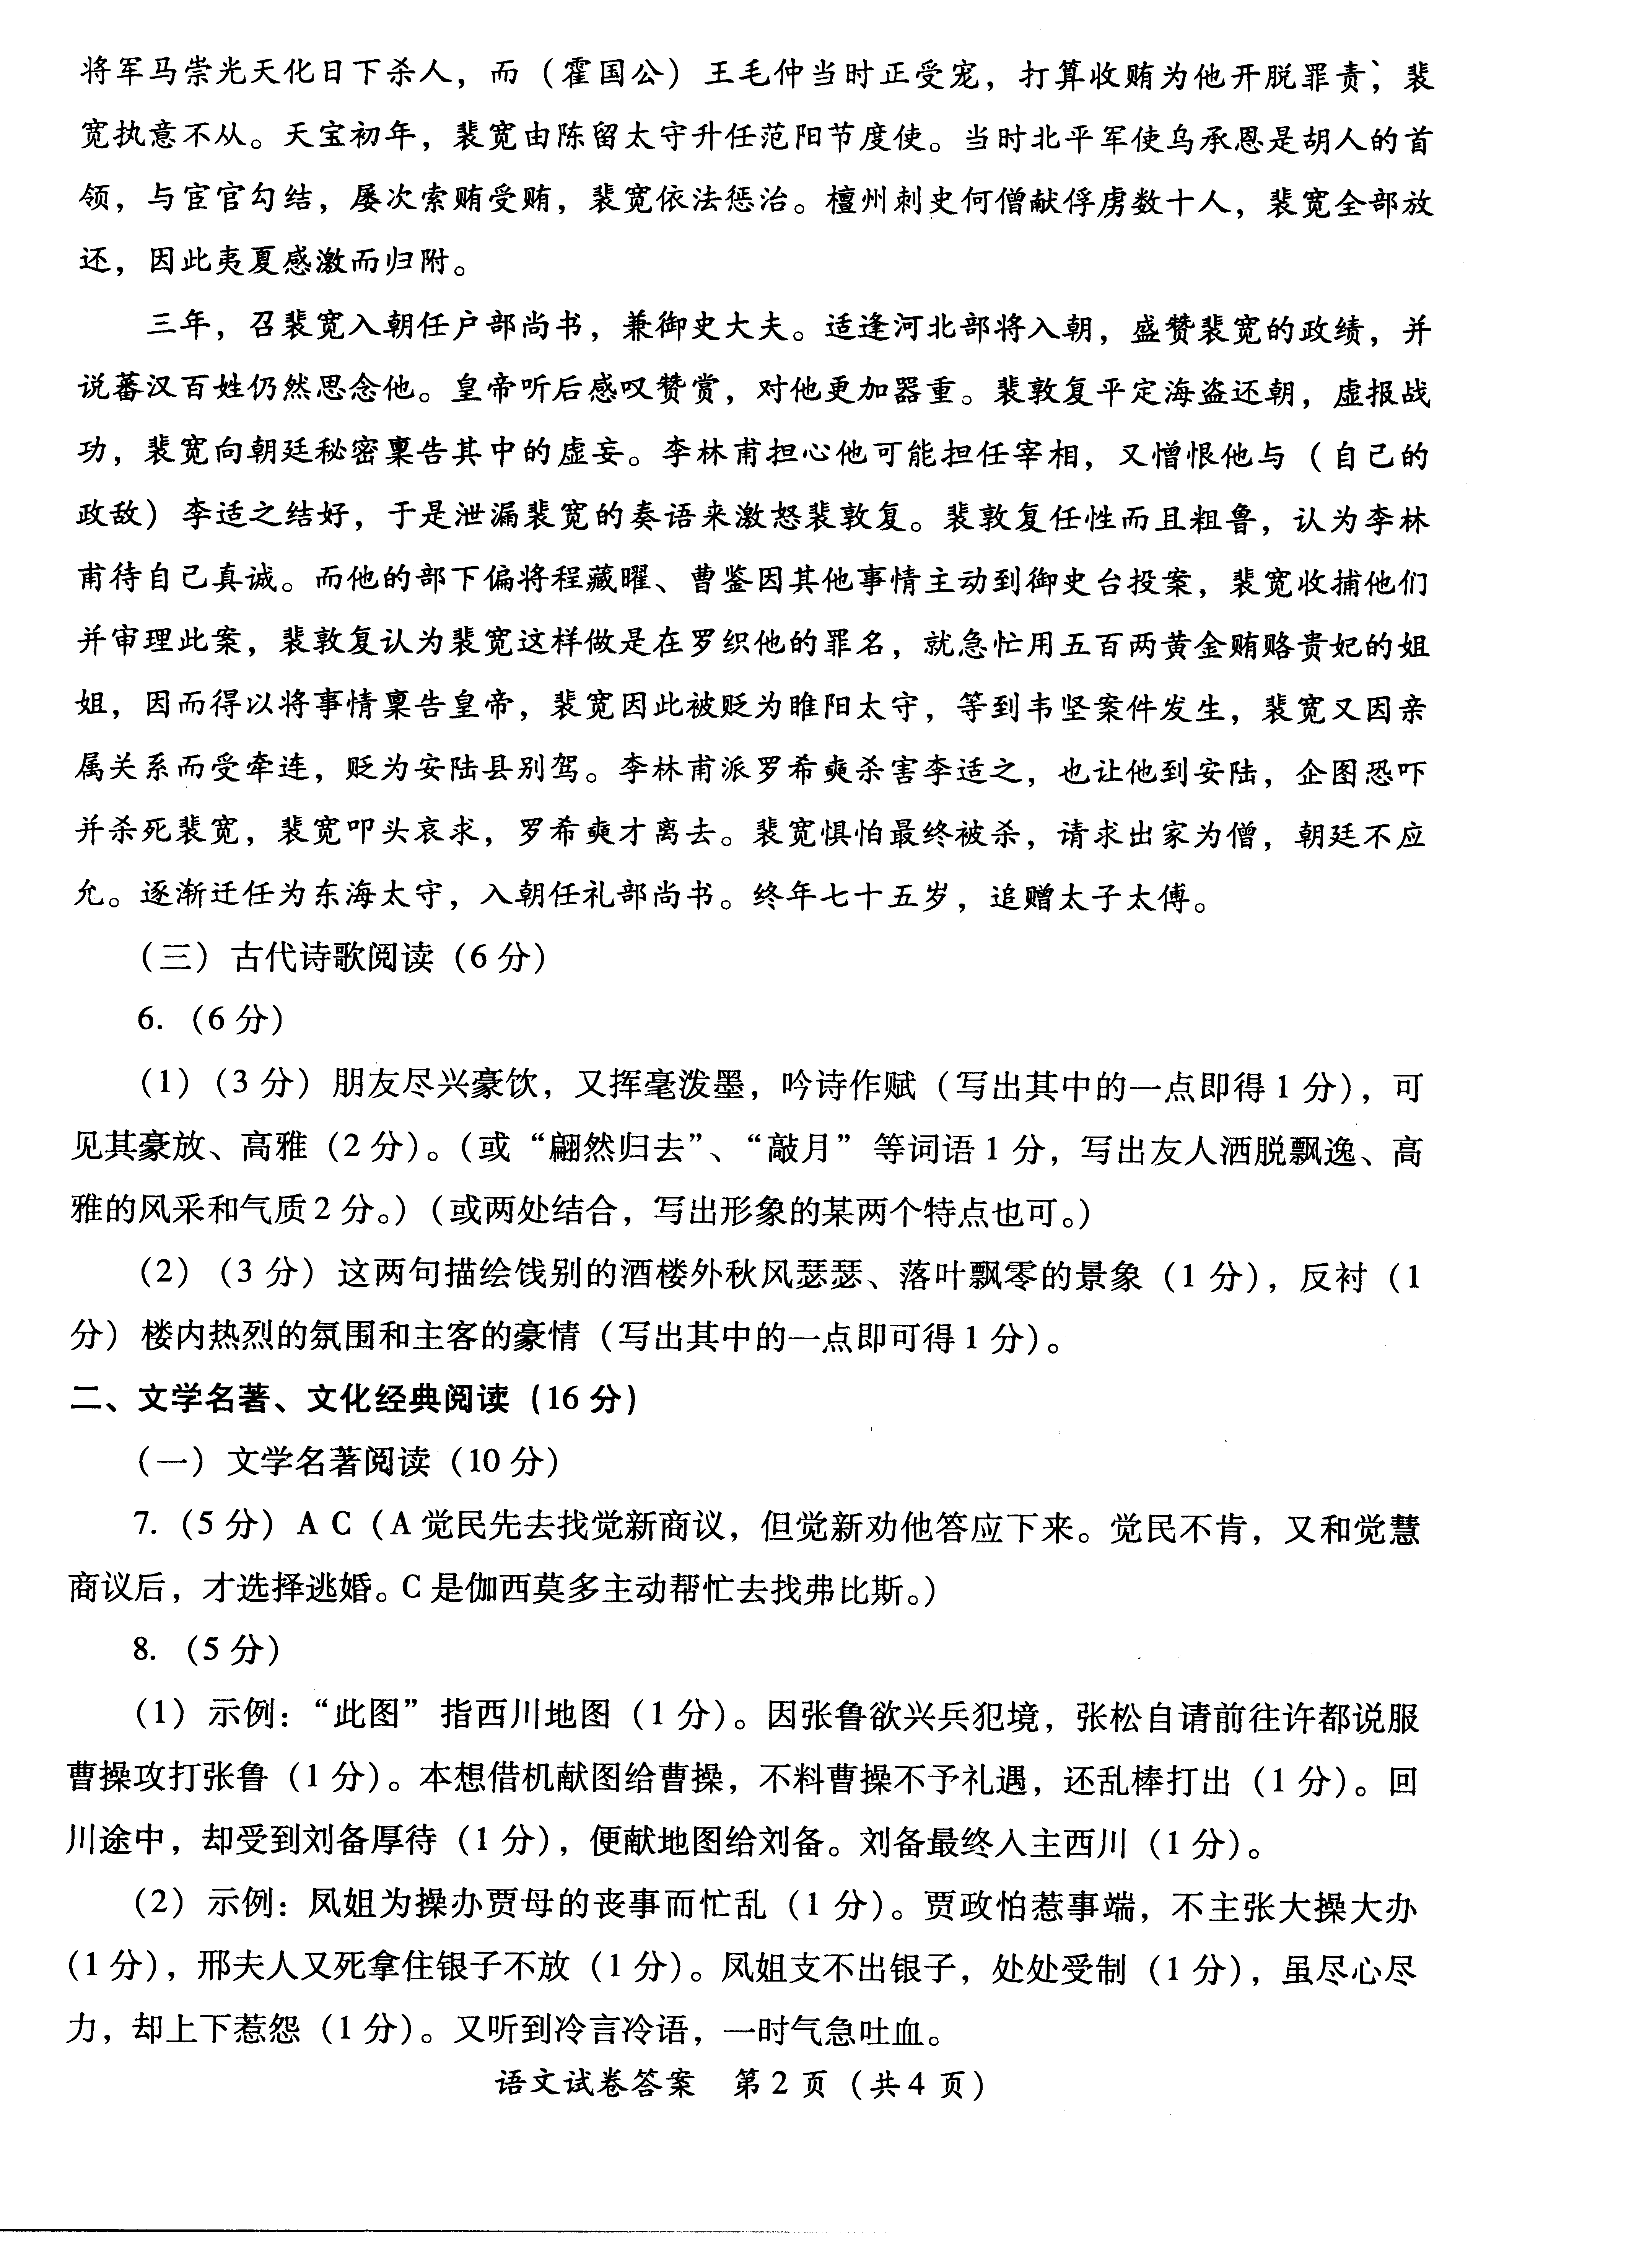 将军马崇光天化日下杀人，而（霍国公）王毛仲当时正受宠，打算收贿为他开脱罪责，裴
宽执意不从。天宝初年，裴宽由陈留太守升任范阳节度使。当时北平军使乌承恩是胡人的首
领，与宦官勾结，屡次索贿受贿，裴宽依法惩治。檀州刺史何僧献俘虏数十人，裴宽全部放
还，因此夷夏感激而归附。
三年，召裴宽入朝任户部尚书，兼御史大夫。适逢河北部将入朝，盛赞裴宽的政绩，并
说蕃汉百姓仍然思念他。皇帝听后感叹赞赏，对他更加器重。裴敦复平定海盗还朝，虚报战
功，裴宽向朝廷秘密禀告其中的虚妄。李林甫担心他可能担任宰相，又憎恨他与（自己的
政敌）李适之结好，于是泄漏裴宽的奏语来激怒裴敦复。裴敦复任性而且粗鲁，认为李林
甫待自己真诚。而他的部下偏将程藏曜、曹鉴因其他事情主动到御史台投案，裴宽收捕他们
并审理此案，裴敦复认为裴宽这样做是在罗织他的罪名，就急忙用五百两黄金贿赂贵妃的姐
姐，因而得以将事情禀告皇帝，裴宽因此被贬为睢阳太守，等到韦坚案件发生，裴宽又因亲
属关系而受牵连，贬为安陆县别驾。李林甫派罗希奭杀害李适之，也让他到安陆，企图恐吓
并杀死裴宽，裴宽叩头哀求，罗希奭才离去。裴宽惧怕最终被杀，请求出家为僧，朝廷不应
允。逐渐迁任为东海太守，入朝任礼部尚书。终年七十五岁，追赠太子太傅。
（三）古代诗歌阅读（6 分）
6. （6 分）
（1）（3 分）朋友尽兴豪饮，又挥毫泼墨，吟诗作赋（写出其中的一点即得 1 分），可
见其豪放、高雅（2 分）。（或“翩然归去”、“敲月”等词语 1 分，写出友人洒脱飘逸、高
雅的风采和气质 2 分。）（或两处结合，写出形象的某两个特点也可。）
（2）（3 分）这两句描绘饯别的酒楼外秋风瑟瑟、落叶飘零的景象（1 分），反衬（1
分）楼内热烈的氛围和主客的豪情（写出其中的一点即可得 1 分）。
二、文学名著、文化经典阅读（16 分）
（一）文学名著阅读（10 分）
7.（5 分）A C（A 觉民先去找觉新商议，但觉新劝他答应下来。觉民不肯，又和觉慧
商议后，才选择逃婚。C 是伽西莫多主动帮忙去找弗比斯。）
8. （5 分）
（1）示例：“此图”指西川地图（1 分）。因张鲁欲兴兵犯境，张松自请前往许都说服
曹操攻打张鲁（1 分）。本想借机献图给曹操，不料曹操不予礼遇，还乱棒打出（1 分）。回
川途中，却受到刘备厚待（1 分），便献地图给刘备。刘备最终入主西川（1 分）。
（2）示例：凤姐为操办贾母的丧事而忙乱（1 分）。贾政怕惹事端，不主张大操大办
（1 分），邢夫人又死拿住银子不放（1 分）。凤姐支不出银子，处处受制（1 分），虽尽心尽
力，却上下惹怨（1 分）。又听到冷言冷语，一时气急吐血。
语文试卷答案 第 2 页（共 4 页）